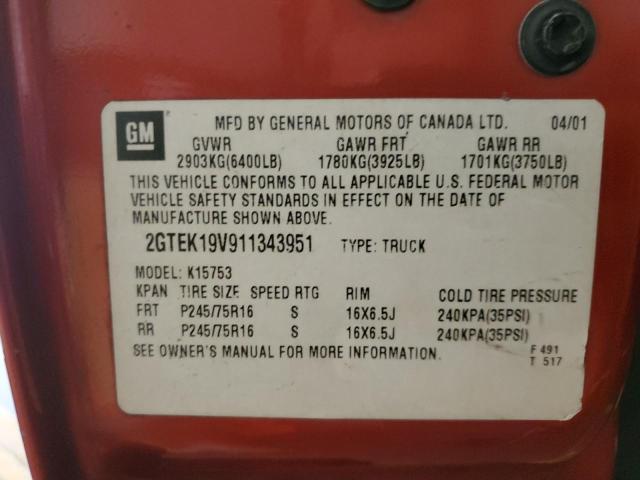 GM MFD BY GENERAL MOTORS OF CANADA LTD. 04/01
GVWR GAWR FRT GAWR RR
2903KG(6400LB) 1780KG(3925LB) 1701KG(3750LB)
THIS VEHICLE CONFORMS TO ALL APPLICABLE U.S. FEDERAL MOTOR
VEHICLE SAFETY STANDARDS IN EFFECT ON THE DATE OF
MANUFACTURE SHOWN ABOVE.
2GTEK19V911343951 TYPE: TRUCK
MODEL: K15753
KPAN TIRE SIZE SPEED RTG RIM COLD TIRE PRESSURE
FRT P245/75R16 S 16X6.5J 240KPA(35PSI)
RR P245/75R16 S 16X6.5J 240KPA(35PSI)
SEE OWNER'S MANUAL FOR MORE INFORMATION.
F 491
T 517